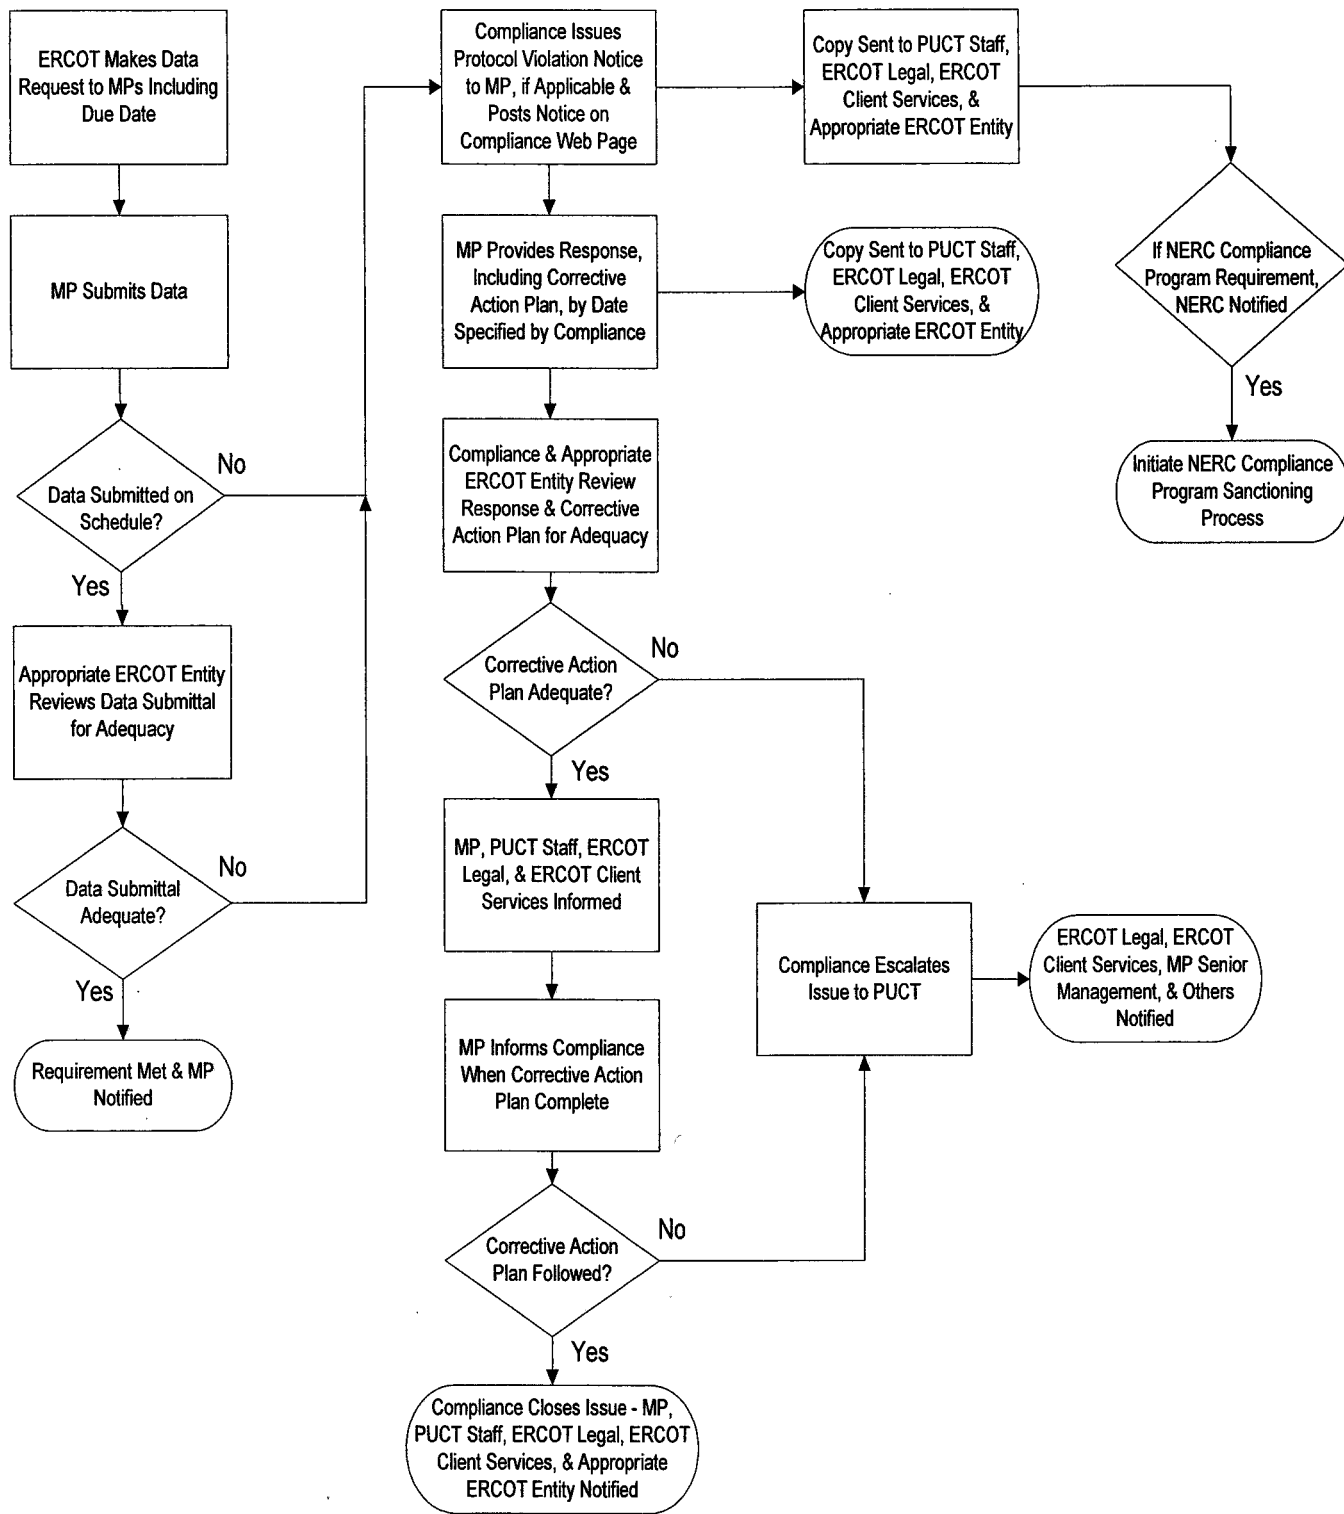 ERCOT Makes Data
Request to MPs Including
Due Date
MP Submits Data
Data Submitted on
Schedule?
No
Yes
Appropriate ERCOT Entity
Reviews Data Submittal
for Adequacy
Data Submittal
Adequate?
No
Yes
Requirement Met & MP
Notified
Compliance Issues
Protocol Violation Notice
to MP, if Applicable &
Posts Notice on
Compliance Web Page
MP Provides Response,
Including Corrective
Action Plan, by Date
Specified by Compliance
Compliance & Appropriate
ERCOT Entity Review
Response & Corrective
Action Plan for Adequacy
Corrective Action
Plan Adequate?
No
Yes
MP, PUCT Staff, ERCOT
Legal, & ERCOT Client
Services Informed
MP Informs Compliance
When Corrective Action
Plan Complete
Corrective Action
Plan Followed?
No
Yes
Compliance Closes Issue - MP,
PUCT Staff, ERCOT Legal, ERCOT
Client Services, & Appropriate
ERCOT Entity Notified
Copy Sent to PUCT Staff,
ERCOT Legal, ERCOT
Client Services, &
Appropriate ERCOT Entity
Copy Sent to PUCT Staff,
ERCOT Legal, ERCOT
Client Services, &
Appropriate ERCOT Entity
Compliance Escalates
Issue to PUCT
ERCOT Legal, ERCOT
Client Services, MP Senior
Management, & Others
Notified
If NERC Compliance
Program Requirement,
NERC Notified
Yes
Initiate NERC Compliance
Program Sanctioning
Process